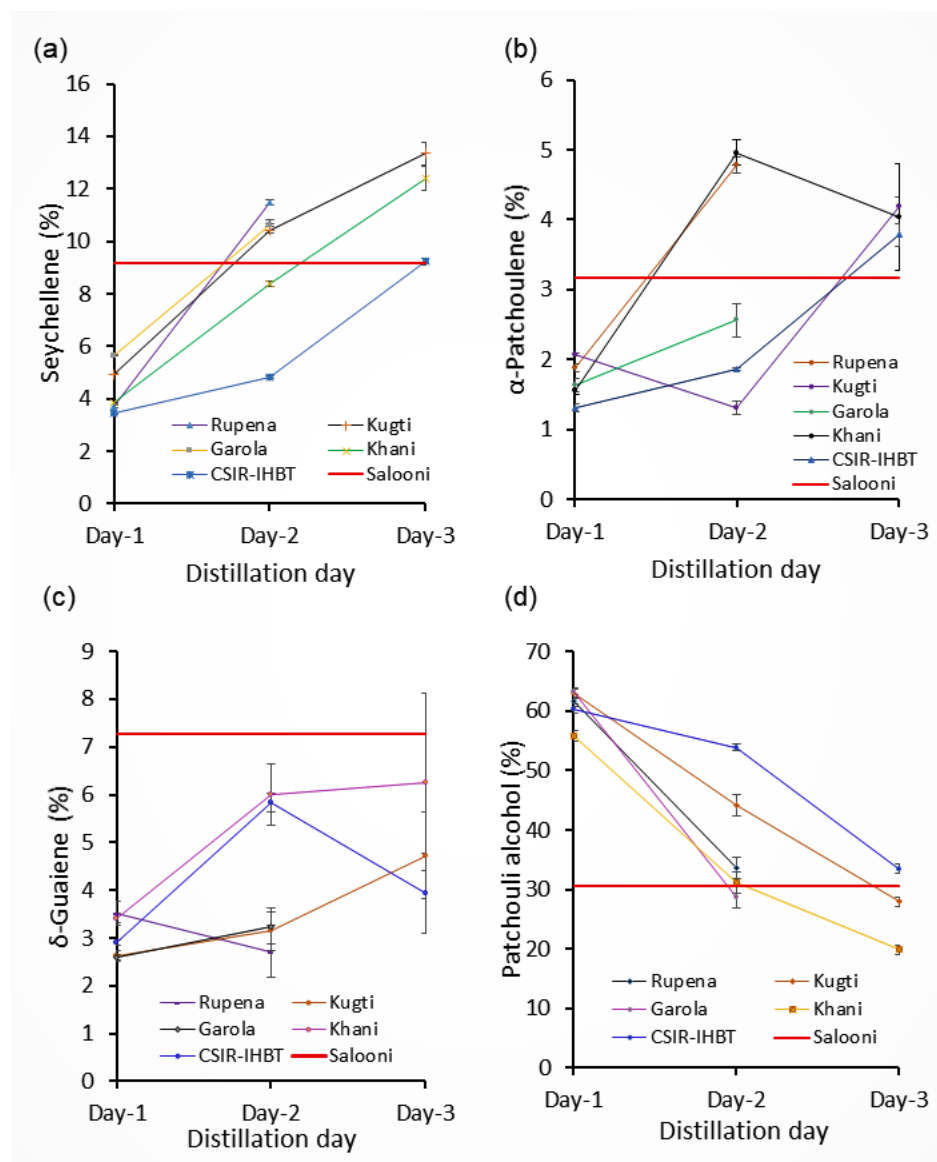 (a)
Seychellene (%)
16
14
12
10
8
6
4
2
0
Rupena
Kugti
Garola
Khani
CSIR-IHBT
Salooni
Day-1
Day-2
Day-3
Distillation day
(b)
α-Patchoulene (%)
6
5
4
3
2
1
0
Rupena
Kugti
Garola
Khani
CSIR-IHBT
Salooni
Day-1
Day-2
Day-3
Distillation day
(c)
δ-Guaiene (%)
9
8
7
6
5
4
3
2
1
0
Rupena
Kugti
Garola
Khani
CSIR-IHBT
Salooni
Day-1
Day-2
Day-3
Distillation day
(d)
Patchouli alcohol (%)
70
60
50
40
30
20
10
0
Rupena
Kugti
Garola
Khani
CSIR-IHBT
Salooni
Day-1
Day-2
Day-3
Distillation day